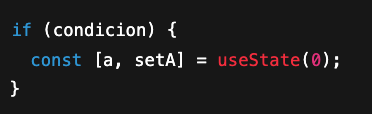 if (condicion) {
  const [a, setA] = useState(0);
}